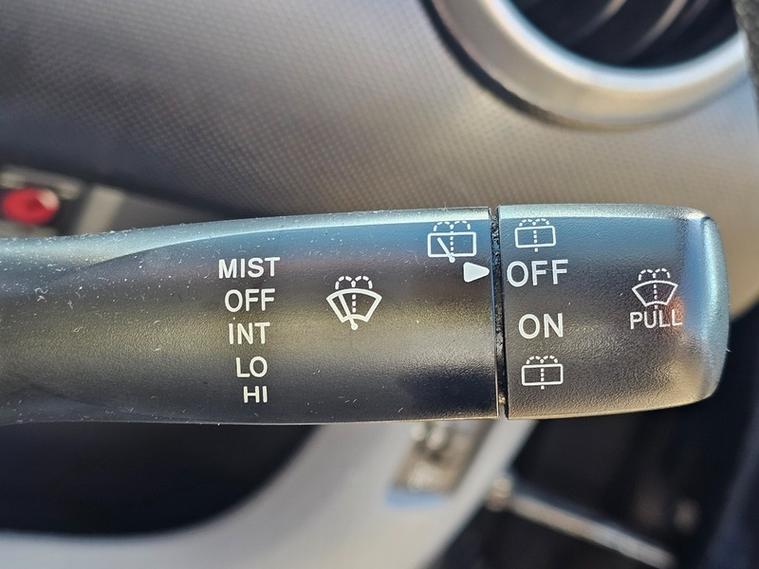 MIST
OFF
INT
LO
HI
OFF
ON
PULL